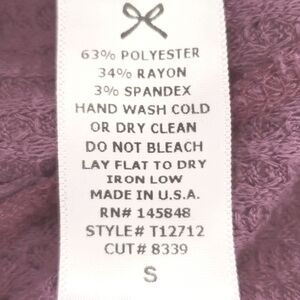 63% POLYESTER
34% RAYON
3% SPANDEX
HAND WASH COLD
OR DRY CLEAN
DO NOT BLEACH
LAY FLAT TO DRY
IRON LOW
MADE IN U.S.A.
RN# 145848
STYLE# T12712
CUT# 8339
S